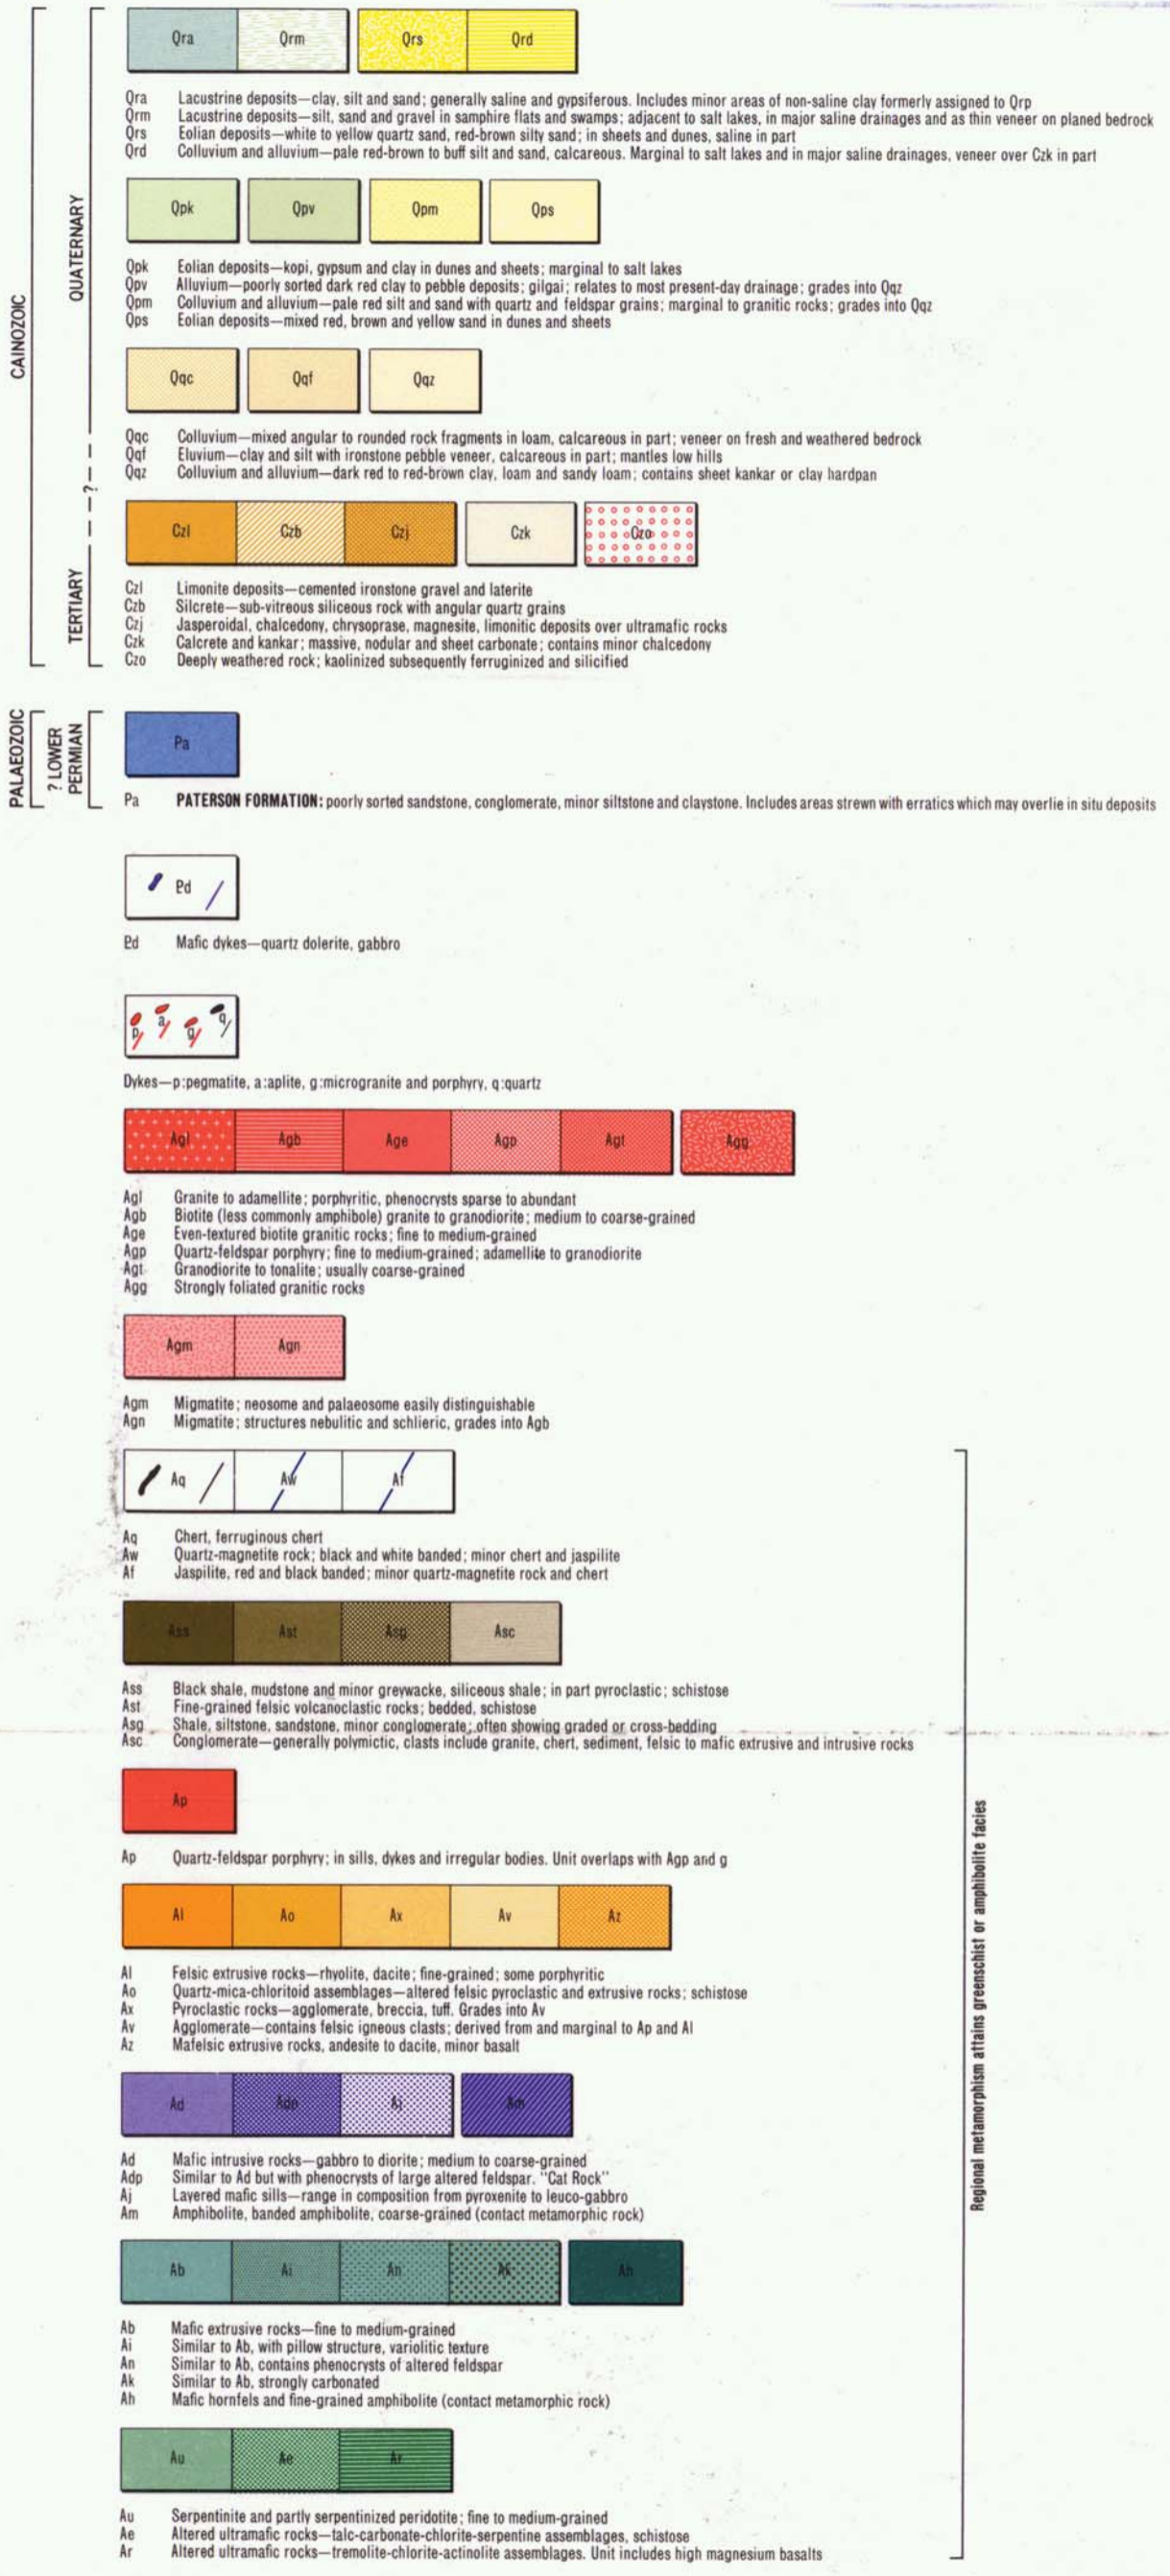 CAINOZOIC
QUATERNARY
—?—
TERTIARY
Qra Qrm Qrs Qrd
Qra Lacustrine deposits—clay, silt and sand; generally saline and gypsiferous. Includes minor areas of non-saline clay formerly assigned to Qrp
Qrm Lacustrine deposits—silt, sand and gravel in samphire flats and swamps; adjacent to salt lakes, in major saline drainages and as thin veneer on planed bedrock
Qrs Eolian deposits—white to yellow quartz sand, red-brown silty sand; in sheets and dunes, saline in part
Qrd Colluvium and alluvium—pale red-brown to buff silt and sand, calcareous. Marginal to salt lakes and in major saline drainages, veneer over Czk in part
Qpk Qpv Qpm Qps
Qpk Eolian deposits—kopi, gypsum and clay in dunes and sheets; marginal to salt lakes
Qpv Alluvium—poorly sorted dark red clay to pebble deposits; gilgai; relates to most present-day drainage; grades into Qqz
Qpm Colluvium and alluvium—pale red silt and sand with quartz and feldspar grains; marginal to granitic rocks; grades into Qqz
Qps Eolian deposits—mixed red, brown and yellow sand in dunes and sheets
Qqc Qqf Qqz
Qqc Colluvium—mixed angular to rounded rock fragments in loam, calcareous in part; veneer on fresh and weathered bedrock
Qqf Eluvium—clay and silt with ironstone pebble veneer, calcareous in part; mantles low hills
Qqz Colluvium and alluvium—dark red to red-brown clay, loam and sandy loam; contains sheet kankar or clay hardpan
Czl Czb Czj Czk Czo
Czl Limonite deposits—cemented ironstone gravel and laterite
Czb Silcrete—sub-vitreous siliceous rock with angular quartz grains
Czj Jasperoidal, chalcedony, chrysoprase, magnesite, limonitic deposits over ultramafic rocks
Czk Calcrete and kankar; massive, nodular and sheet carbonate; contains minor chalcedony
Czo Deeply weathered rock; kaolinized subsequently ferruginized and silicified
PALAEOZOIC
? LOWER
PERMIAN
Pa
Pa PATERSON FORMATION: poorly sorted sandstone, conglomerate, minor siltstone and claystone. Includes areas strewn with erratics which may overlie in situ deposits
Ꝑd
Ꝑd Mafic dykes—quartz dolerite, gabbro
p a g q
Dykes—p:pegmatite, a:aplite, g:microgranite and porphyry, q:quartz
Agl Agb Age Agp Agt Agg
Agl Granite to adamellite; porphyritic, phenocrysts sparse to abundant
Agb Biotite (less commonly amphibole) granite to granodiorite; medium to coarse-grained
Age Even-textured biotite granitic rocks; fine to medium-grained
Agp Quartz-feldspar porphyry; fine to medium-grained; adamellite to granodiorite
Agt Granodiorite to tonalite; usually coarse-grained
Agg Strongly foliated granitic rocks
Agm Agn
Agm Migmatite; neosome and palaeosome easily distinguishable
Agn Migmatite; structures nebulitic and schlieric, grades into Agb
Aq Aw Af
Aq Chert, ferruginous chert
Aw Quartz-magnetite rock; black and white banded; minor chert and jaspilite
Af Jaspilite, red and black banded; minor quartz-magnetite rock and chert
Ass Ast Asg Asc
Ass Black shale, mudstone and minor greywacke, siliceous shale; in part pyroclastic; schistose
Ast Fine-grained felsic volcanoclastic rocks; bedded, schistose
Asg Shale, siltstone, sandstone, minor conglomerate; often showing graded or cross-bedding
Asc Conglomerate—generally polymictic, clasts include granite, chert, sediment, felsic to mafic extrusive and intrusive rocks
Ap
Ap Quartz-feldspar porphyry; in sills, dykes and irregular bodies. Unit overlaps with Agp and g
Al Ao Ax Av Az
Al Felsic extrusive rocks—rhyolite, dacite; fine-grained; some porphyritic
Ao Quartz-mica-chloritoid assemblages—altered felsic pyroclastic and extrusive rocks; schistose
Ax Pyroclastic rocks—agglomerate, breccia, tuff. Grades into Av
Av Agglomerate—contains felsic igneous clasts; derived from and marginal to Ap and Al
Az Mafelsic extrusive rocks, andesite to dacite, minor basalt
Ad Adp Aj Am
Ad Mafic intrusive rocks—gabbro to diorite; medium to coarse-grained
Adp Similar to Ad but with phenocrysts of large altered feldspar. "Cat Rock"
Aj Layered mafic sills—range in composition from pyroxenite to leuco-gabbro
Am Amphibolite, banded amphibolite, coarse-grained (contact metamorphic rock)
Ab Ai An Ak Ah
Ab Mafic extrusive rocks—fine to medium-grained
Ai Similar to Ab, with pillow structure, variolitic texture
An Similar to Ab, contains phenocrysts of altered feldspar
Ak Similar to Ab, strongly carbonated
Ah Mafic hornfels and fine-grained amphibolite (contact metamorphic rock)
Au Ae Ar
Au Serpentinite and partly serpentinized peridotite; fine to medium-grained
Ae Altered ultramafic rocks—talc-carbonate-chlorite-serpentine assemblages, schistose
Ar Altered ultramafic rocks—tremolite-chlorite-actinolite assemblages. Unit includes high magnesium basalts
Regional metamorphism attains greenschist or amphibolite facies